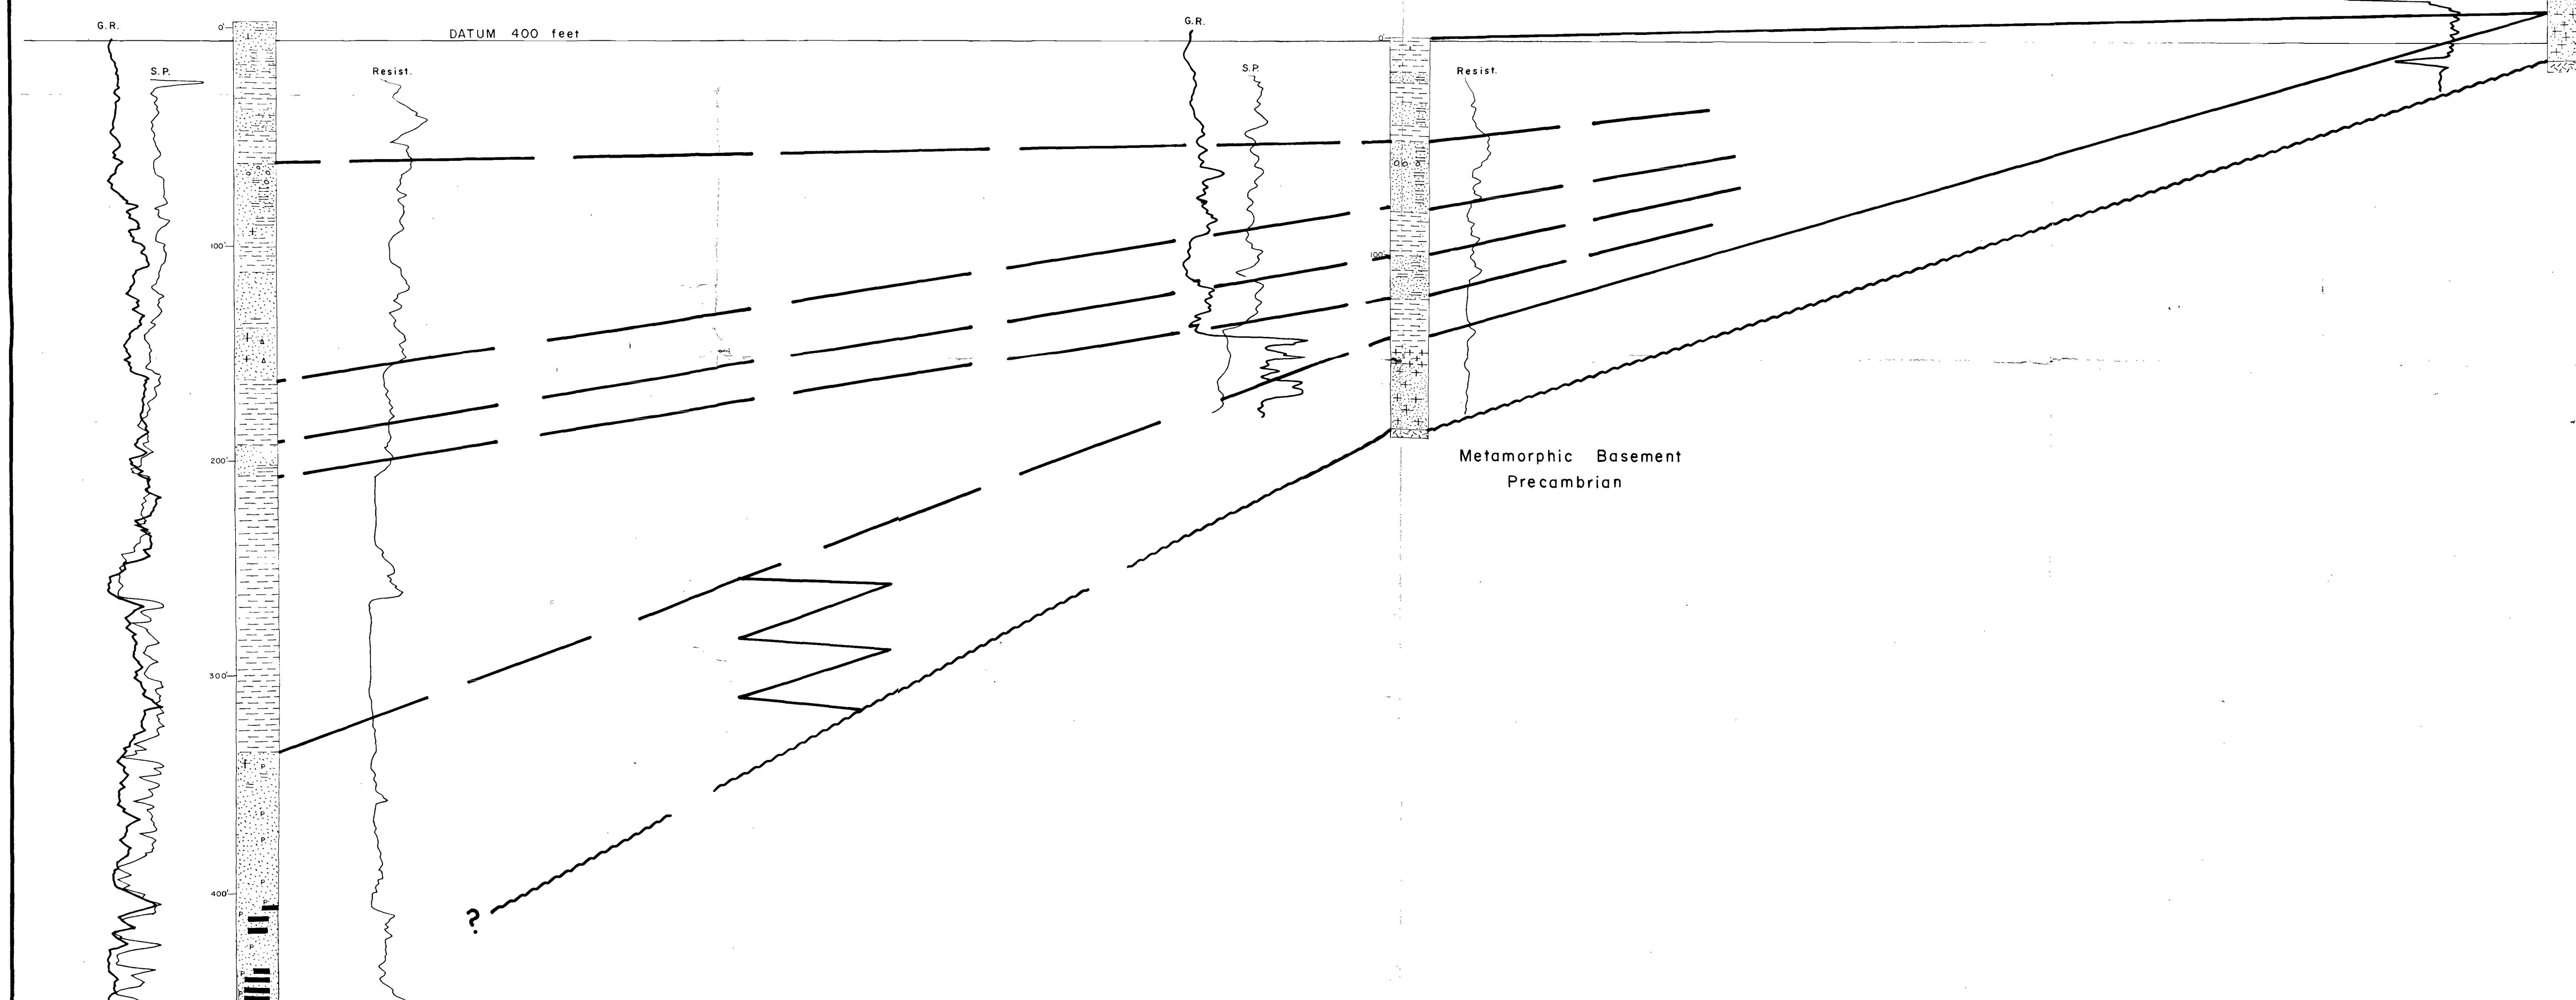 G.R.
0'
DATUM 400 feet
G.R.
0'
S.P.
Resist.
S.P.
Resist.
100'
100'
200'
Metamorphic Basement
Precambrian
300'
P
P
P
P
400'
?
P
P
P
P
P